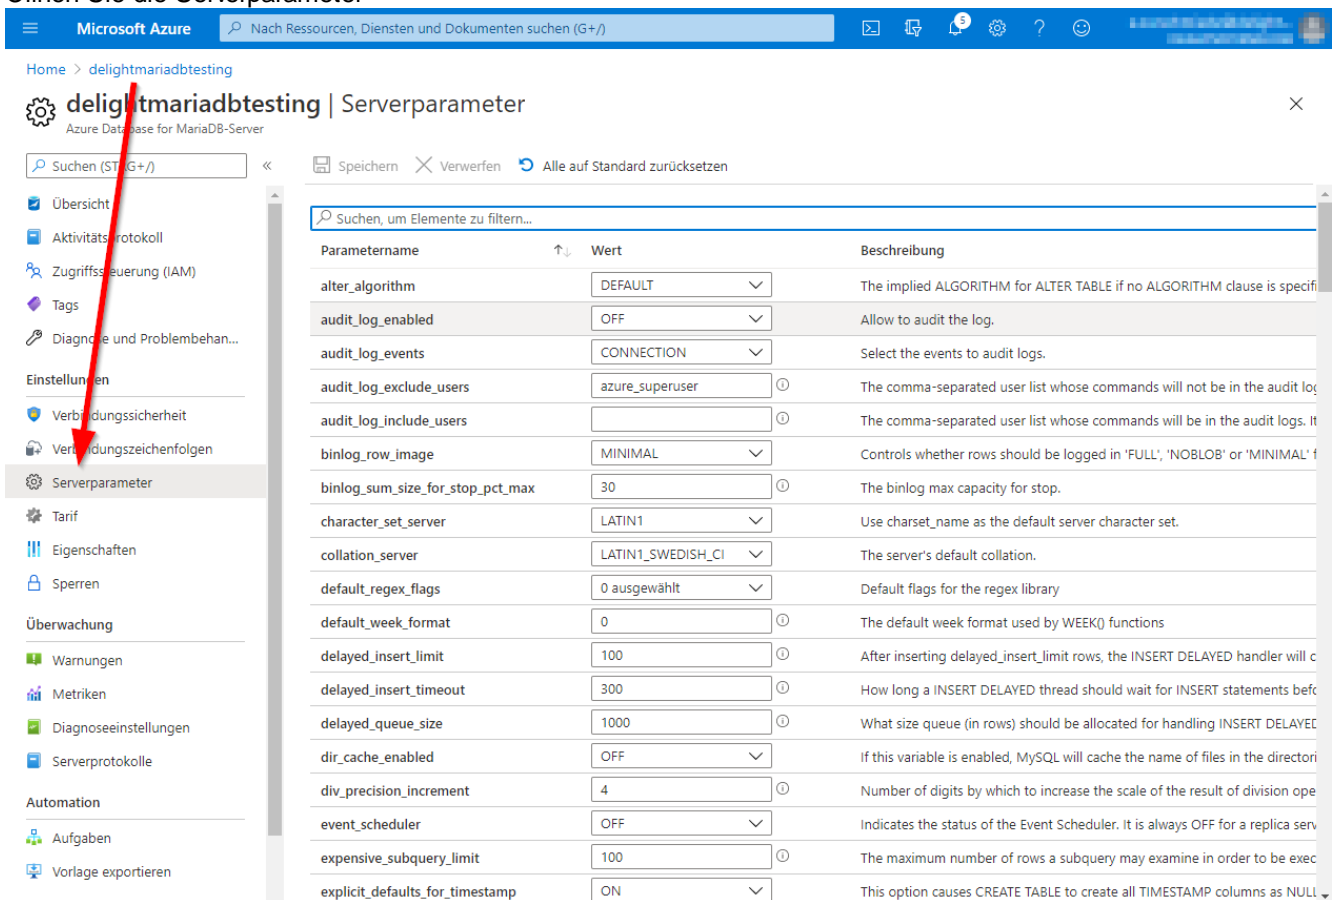 Öffnen Sie die Serverparameter
Microsoft Azure
Nach Ressourcen, Diensten und Dokumenten suchen (G+/)
5
Home > delightmariadbtesting
delightmariadbtesting | Serverparameter
Azure Database for MariaDB-Server
Suchen (STRG+/)
«
Speichern
Verwerfen
Alle auf Standard zurücksetzen
Übersicht
Aktivitätsprotokoll
Zugriffssteuerung (IAM)
Tags
Diagnose und Problembehan...
Einstellungen
Verbindungssicherheit
Verbindungszeichenfolgen
Serverparameter
Tarif
Eigenschaften
Sperren
Überwachung
Warnungen
Metriken
Diagnoseeinstellungen
Serverprotokolle
Automation
Aufgaben
Vorlage exportieren
Suchen, um Elemente zu filtern...
Parametername ↑↓ Wert Beschreibung
alter_algorithm DEFAULT The implied ALGORITHM for ALTER TABLE if no ALGORITHM clause is specifi
audit_log_enabled OFF Allow to audit the log.
audit_log_events CONNECTION Select the events to audit logs.
audit_log_exclude_users azure_superuser The comma-separated user list whose commands will not be in the audit log
audit_log_include_users The comma-separated user list whose commands will be in the audit logs. It
binlog_row_image MINIMAL Controls whether rows should be logged in 'FULL', 'NOBLOB' or 'MINIMAL' f
binlog_sum_size_for_stop_pct_max 30 The binlog max capacity for stop.
character_set_server LATIN1 Use charset_name as the default server character set.
collation_server LATIN1_SWEDISH_CI The server's default collation.
default_regex_flags 0 ausgewählt Default flags for the regex library
default_week_format 0 The default week format used by WEEK() functions
delayed_insert_limit 100 After inserting delayed_insert_limit rows, the INSERT DELAYED handler will c
delayed_insert_timeout 300 How long a INSERT DELAYED thread should wait for INSERT statements befo
delayed_queue_size 1000 What size queue (in rows) should be allocated for handling INSERT DELAYED
dir_cache_enabled OFF If this variable is enabled, MySQL will cache the name of files in the directori
div_precision_increment 4 Number of digits by which to increase the scale of the result of division ope
event_scheduler OFF Indicates the status of the Event Scheduler. It is always OFF for a replica serv
expensive_subquery_limit 100 The maximum number of rows a subquery may examine in order to be exec
explicit_defaults_for_timestamp ON This option causes CREATE TABLE to create all TIMESTAMP columns as NULL